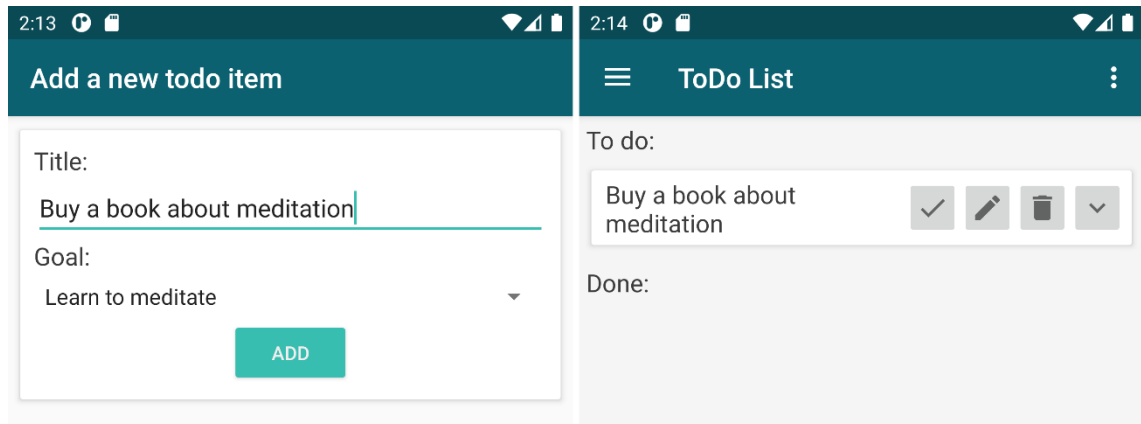 2:13
Add a new todo item
Title:
Buy a book about meditation
Goal:
Learn to meditate
ADD
2:14
ToDo List
To do:
Buy a book about
meditation
Done: